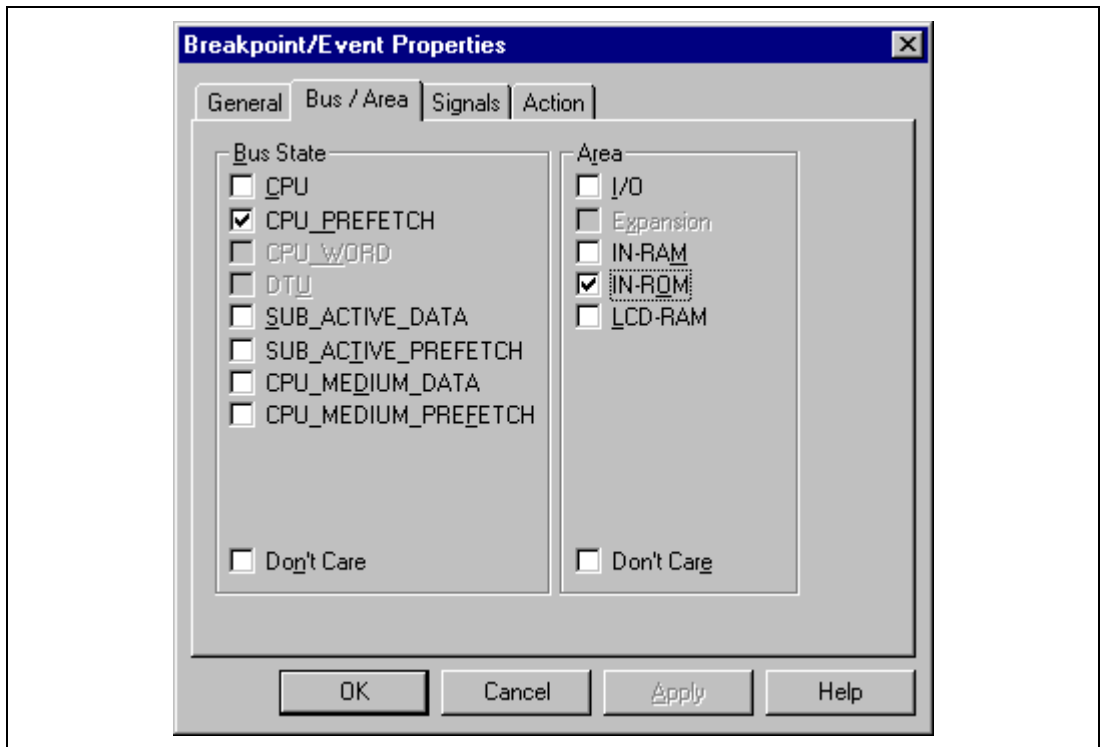 Breakpoint/Event Properties
General Bus / Area Signals Action
Bus State
CPU
CPU_PREFETCH
CPU_WORD
DTU
SUB_ACTIVE_DATA
SUB_ACTIVE_PREFETCH
CPU_MEDIUM_DATA
CPU_MEDIUM_PREFETCH
Don't Care
Area
I/O
Expansion
IN-RAM
IN-ROM
LCD-RAM
Don't Care
OK Cancel Apply Help